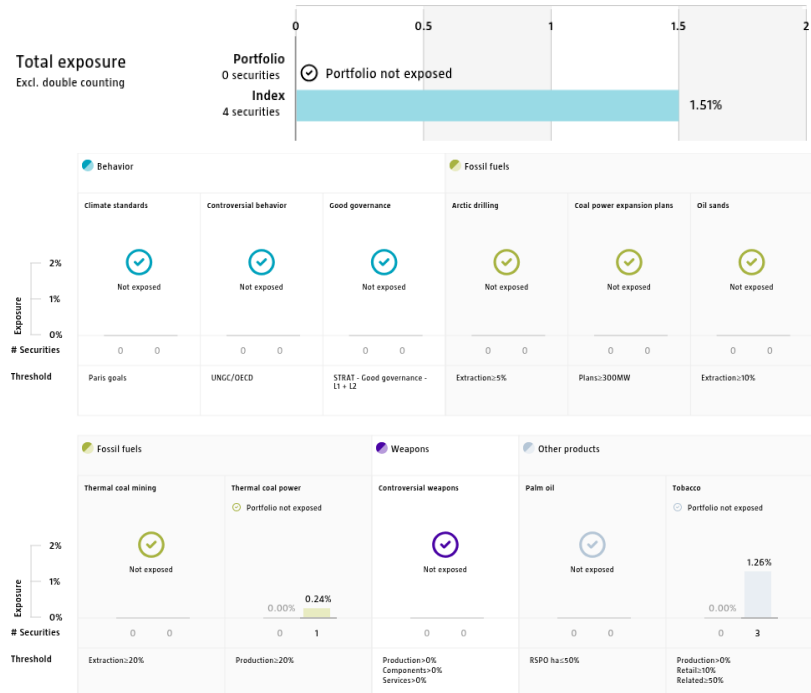 0 0.5 1 1.5 2
Total exposure
Excl. double counting
Portfolio
0 securities
Portfolio not exposed
Index
4 securities
1.51%
Behavior
Fossil fuels
Climate standards
Controversial behavior
Good governance
Arctic drilling
Coal power expansion plans
Oil sands
Exposure
2%
1%
0%
Not exposed
Not exposed
Not exposed
Not exposed
Not exposed
Not exposed
# Securities
0 0
0 0
0 0
0 0
0 0
0 0
Threshold
Paris goals
UNGC/OECD
STRAT - Good governance -
L1 + L2
Extraction≥5%
Plans≥300MW
Extraction≥10%
Fossil fuels
Weapons
Other products
Thermal coal mining
Thermal coal power
Controversial weapons
Palm oil
Tobacco
Portfolio not exposed
Portfolio not exposed
Exposure
2%
1%
0%
Not exposed
0.00%
0.24%
Not exposed
Not exposed
0.00%
1.26%
# Securities
0 0
0 1
0 0
0 0
0 3
Threshold
Extraction≥20%
Production≥20%
Production>0%
Components>0%
Services>0%
RSPO ha≤50%
Production>0%
Retail≥10%
Related≥50%